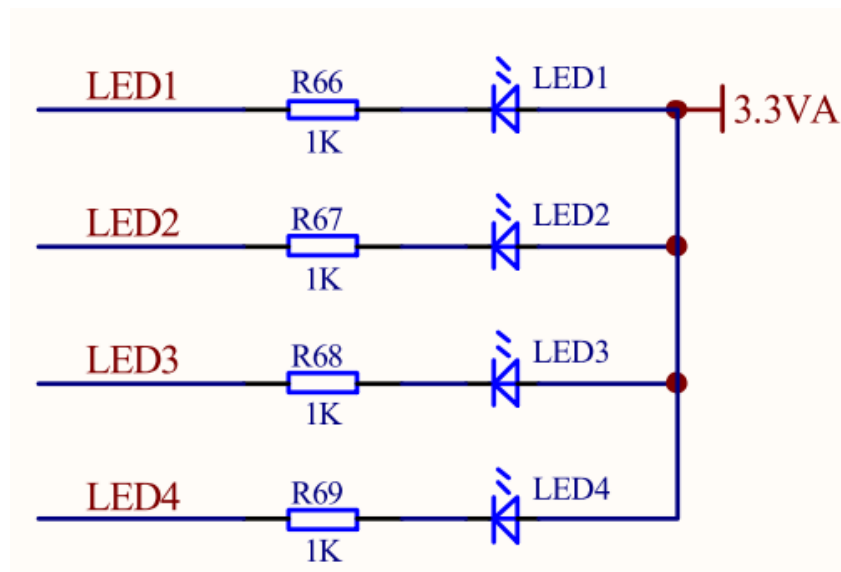 LED1 R66 LED1
1K
3.3VA
LED2 R67 LED2
1K
LED3 R68 LED3
1K
LED4 R69 LED4
1K